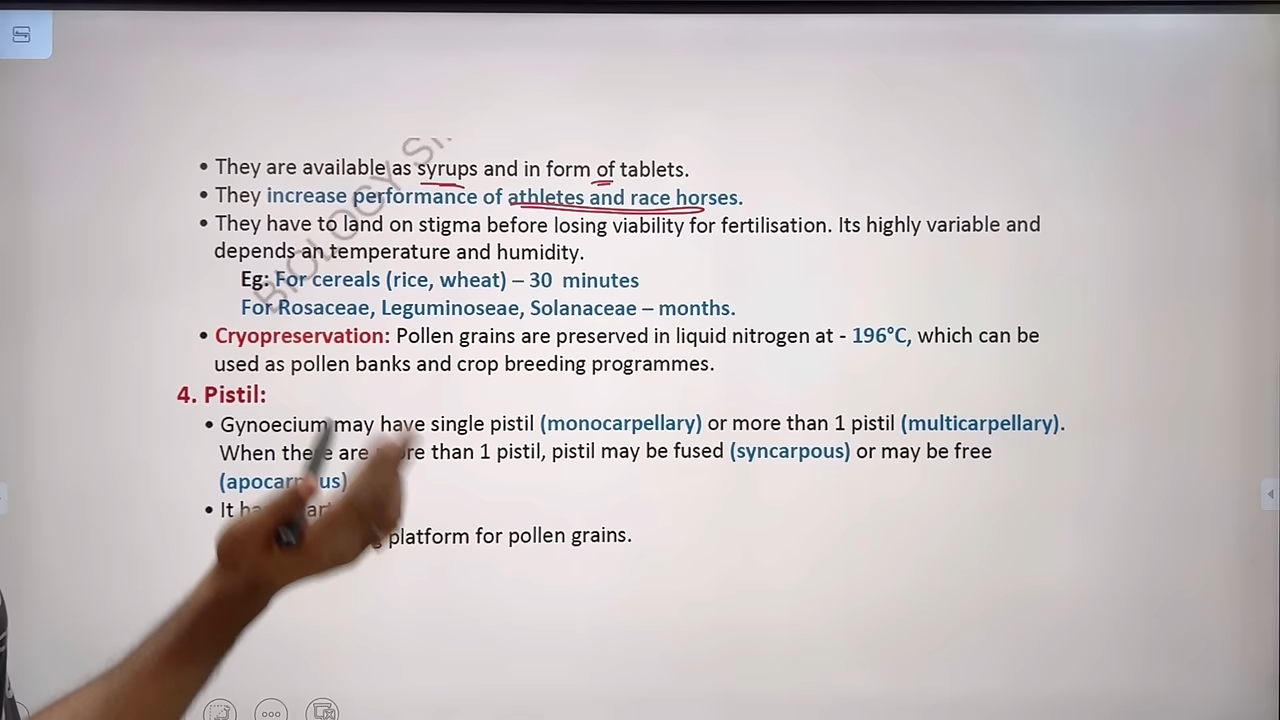 • They are available as syrups and in form of tablets.
• They increase performance of athletes and race horses.
• They have to land on stigma before losing viability for fertilisation. Its highly variable and
depends an temperature and humidity.
Eg: For cereals (rice, wheat) – 30 minutes
For Rosaceae, Leguminoseae, Solanaceae – months.
• Cryopreservation: Pollen grains are preserved in liquid nitrogen at - 196°C, which can be
used as pollen banks and crop breeding programmes.
4. Pistil:
• Gynoecium may have single pistil (monocarpellary) or more than 1 pistil (multicarpellary).
When there are more than 1 pistil, pistil may be fused (syncarpous) or may be free
(apocarpous)
• It
platform for pollen grains.
BIOLOGY